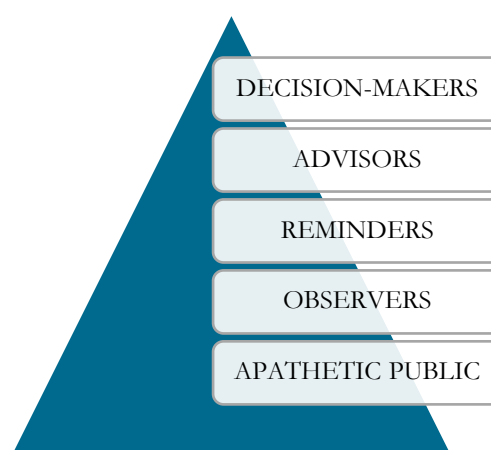 DECISION-MAKERS
ADVISORS
REMINDERS
OBSERVERS
APATHETIC PUBLIC